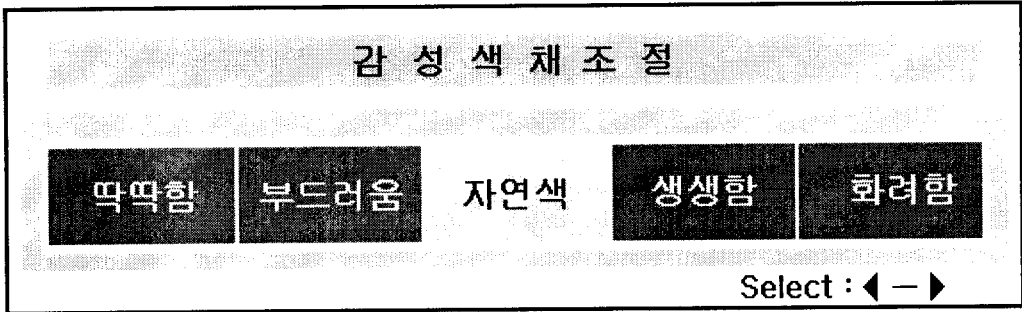 감 성 색 채 조 절
딱딱함 부드러움 자연색 생생함 화려함
Select : ◀ — ▶